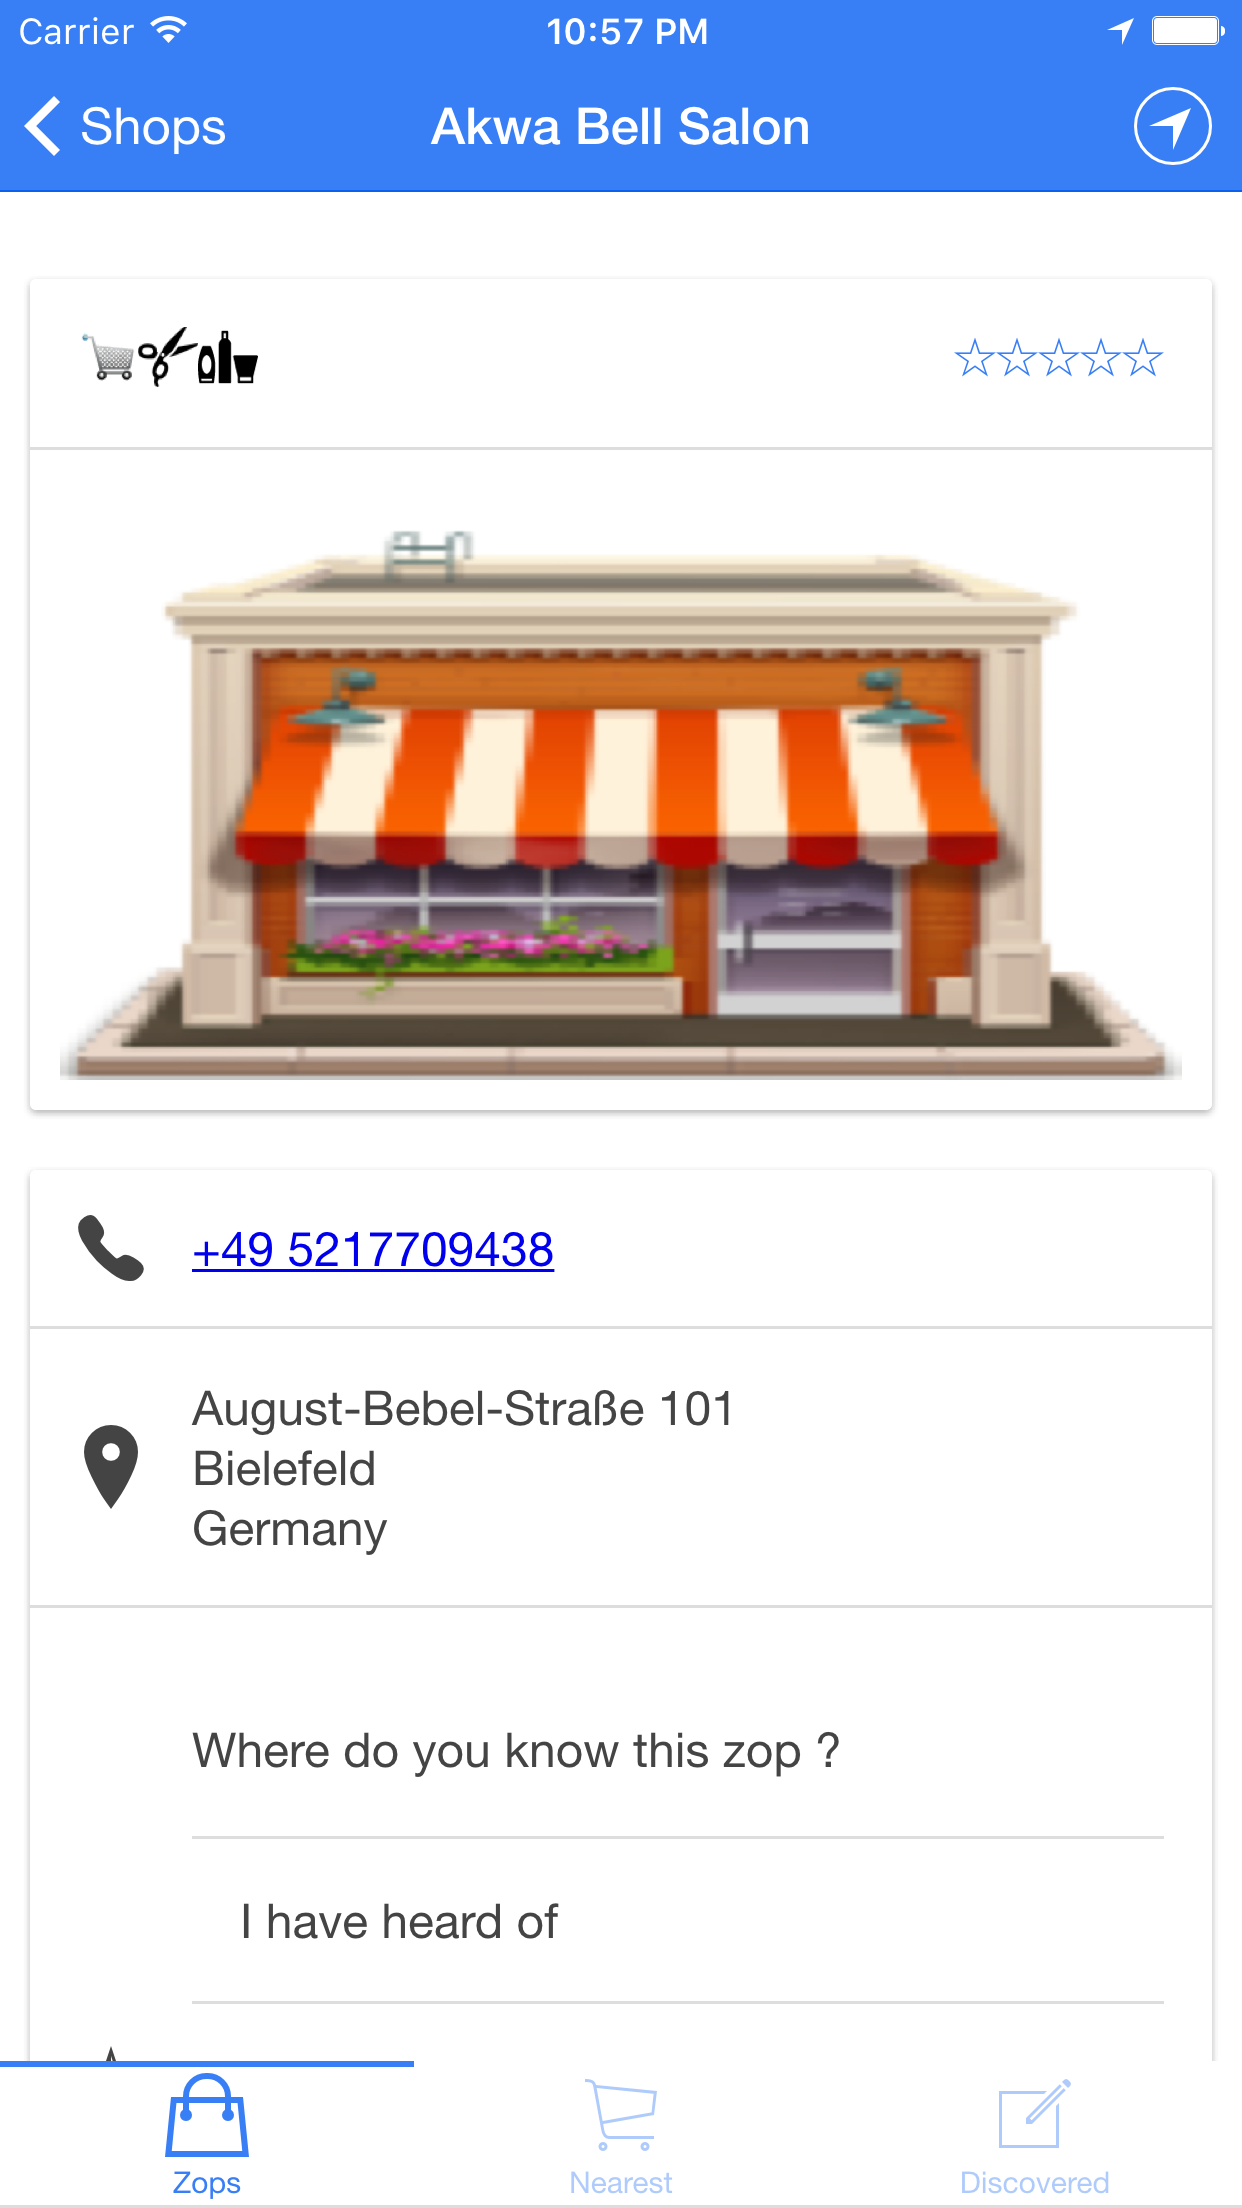 Carrier 10:57 PM
Shops Akwa Bell Salon
☆☆☆☆☆
+49 5217709438
August-Bebel-Straße 101
Bielefeld
Germany
Where do you know this zop ?
I have heard of
Zops Nearest Discovered